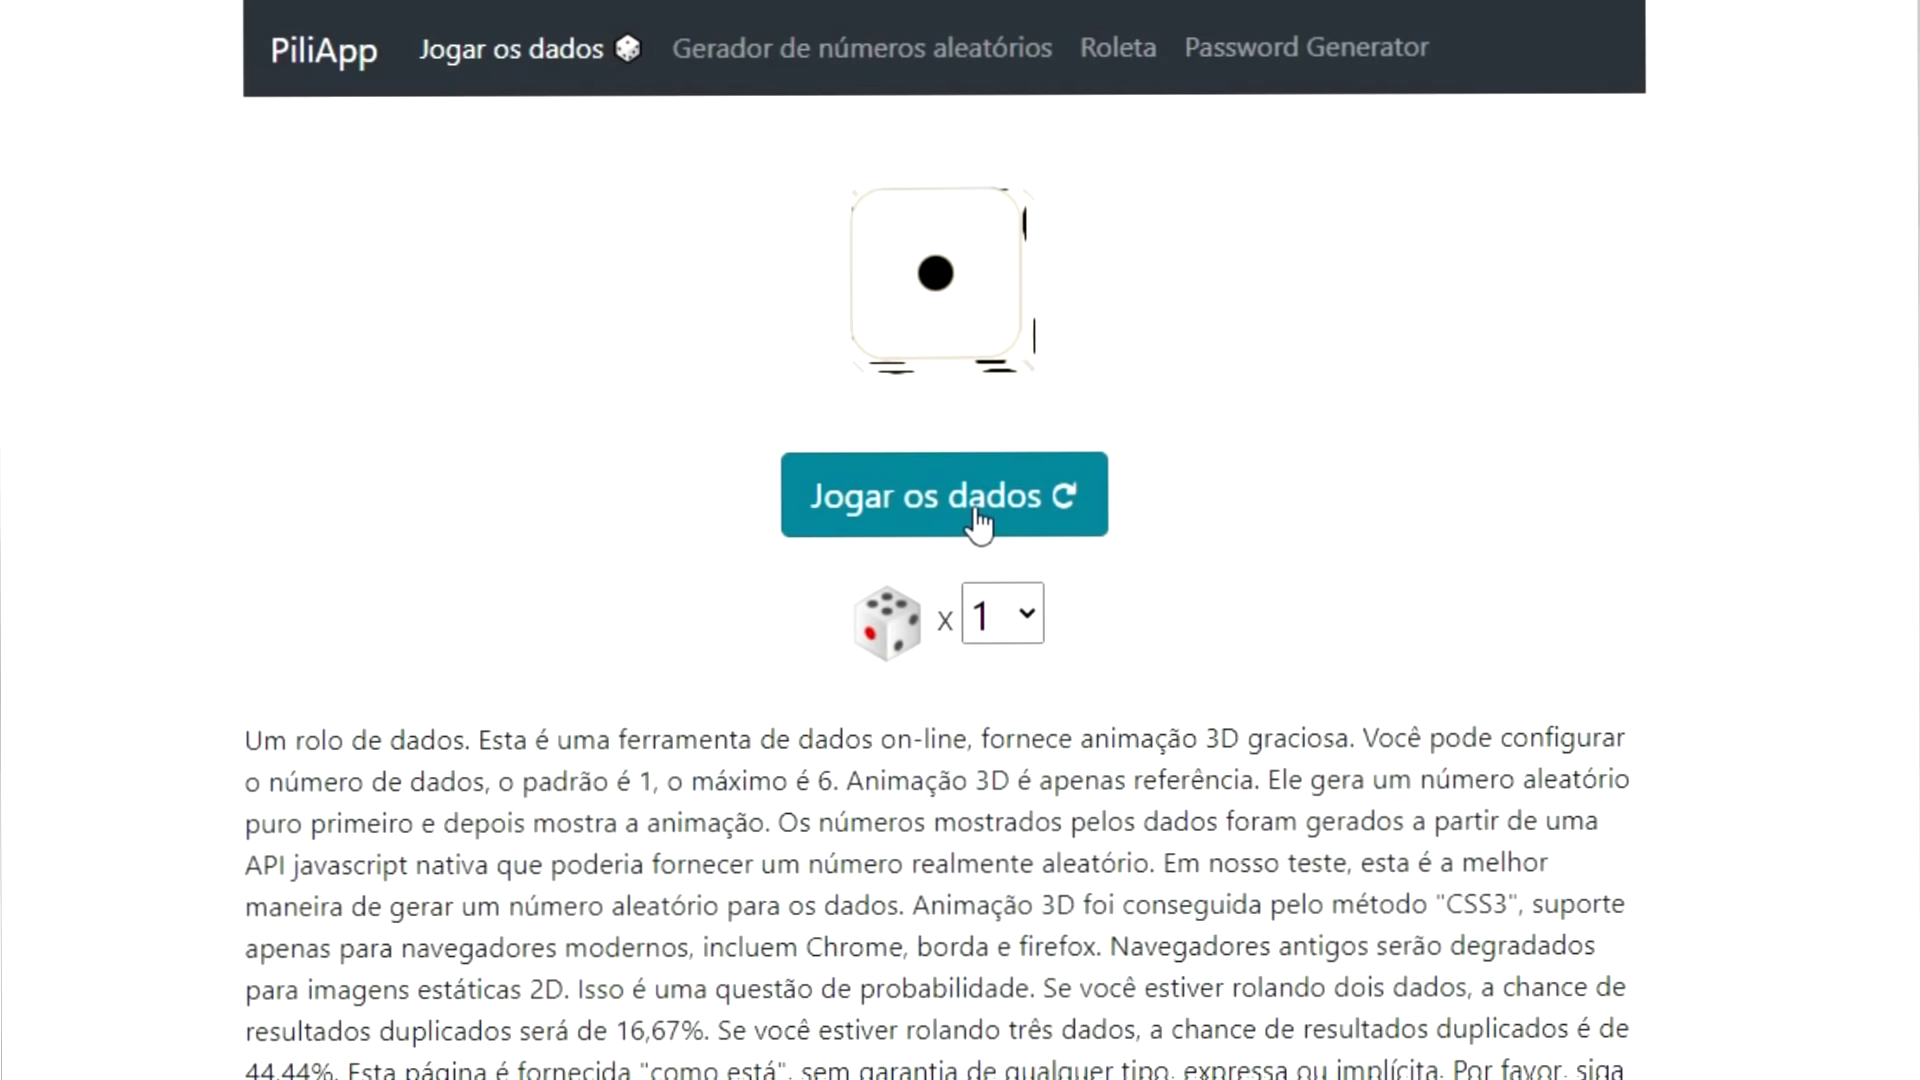 PiliApp Jogar os dados Gerador de números aleatórios Roleta Password Generator
Jogar os dados
x 1
Um rolo de dados. Esta é uma ferramenta de dados on-line, fornece animação 3D graciosa. Você pode configurar
o número de dados, o padrão é 1, o máximo é 6. Animação 3D é apenas referência. Ele gera um número aleatório
puro primeiro e depois mostra a animação. Os números mostrados pelos dados foram gerados a partir de uma
API javascript nativa que poderia fornecer um número realmente aleatório. Em nosso teste, esta é a melhor
maneira de gerar um número aleatório para os dados. Animação 3D foi conseguida pelo método "CSS3", suporte
apenas para navegadores modernos, incluem Chrome, borda e firefox. Navegadores antigos serão degradados
para imagens estáticas 2D. Isso é uma questão de probabilidade. Se você estiver rolando dois dados, a chance de
resultados duplicados será de 16,67%. Se você estiver rolando três dados, a chance de resultados duplicados é de
44,44%. Esta página é fornecida "como está", sem garantia de qualquer tipo, expressa ou implícita. Por favor, siga